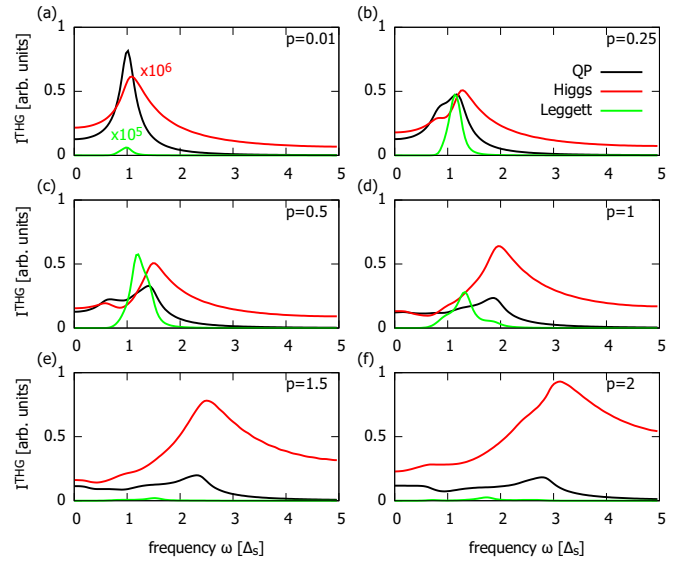 (a)
p=0.01
x10^6
x10^5
I^THG [arb. units]
1
0.5
0
0 1 2 3 4 5
(b)
p=0.25
QP
Higgs
Leggett
1
0.5
0
0 1 2 3 4 5
(c)
p=0.5
I^THG [arb. units]
1
0.5
0
0 1 2 3 4 5
(d)
p=1
1
0.5
0
0 1 2 3 4 5
(e)
p=1.5
I^THG [arb. units]
1
0.5
0
0 1 2 3 4 5
frequency ω [Δ_s]
(f)
p=2
1
0.5
0
0 1 2 3 4 5
frequency ω [Δ_s]